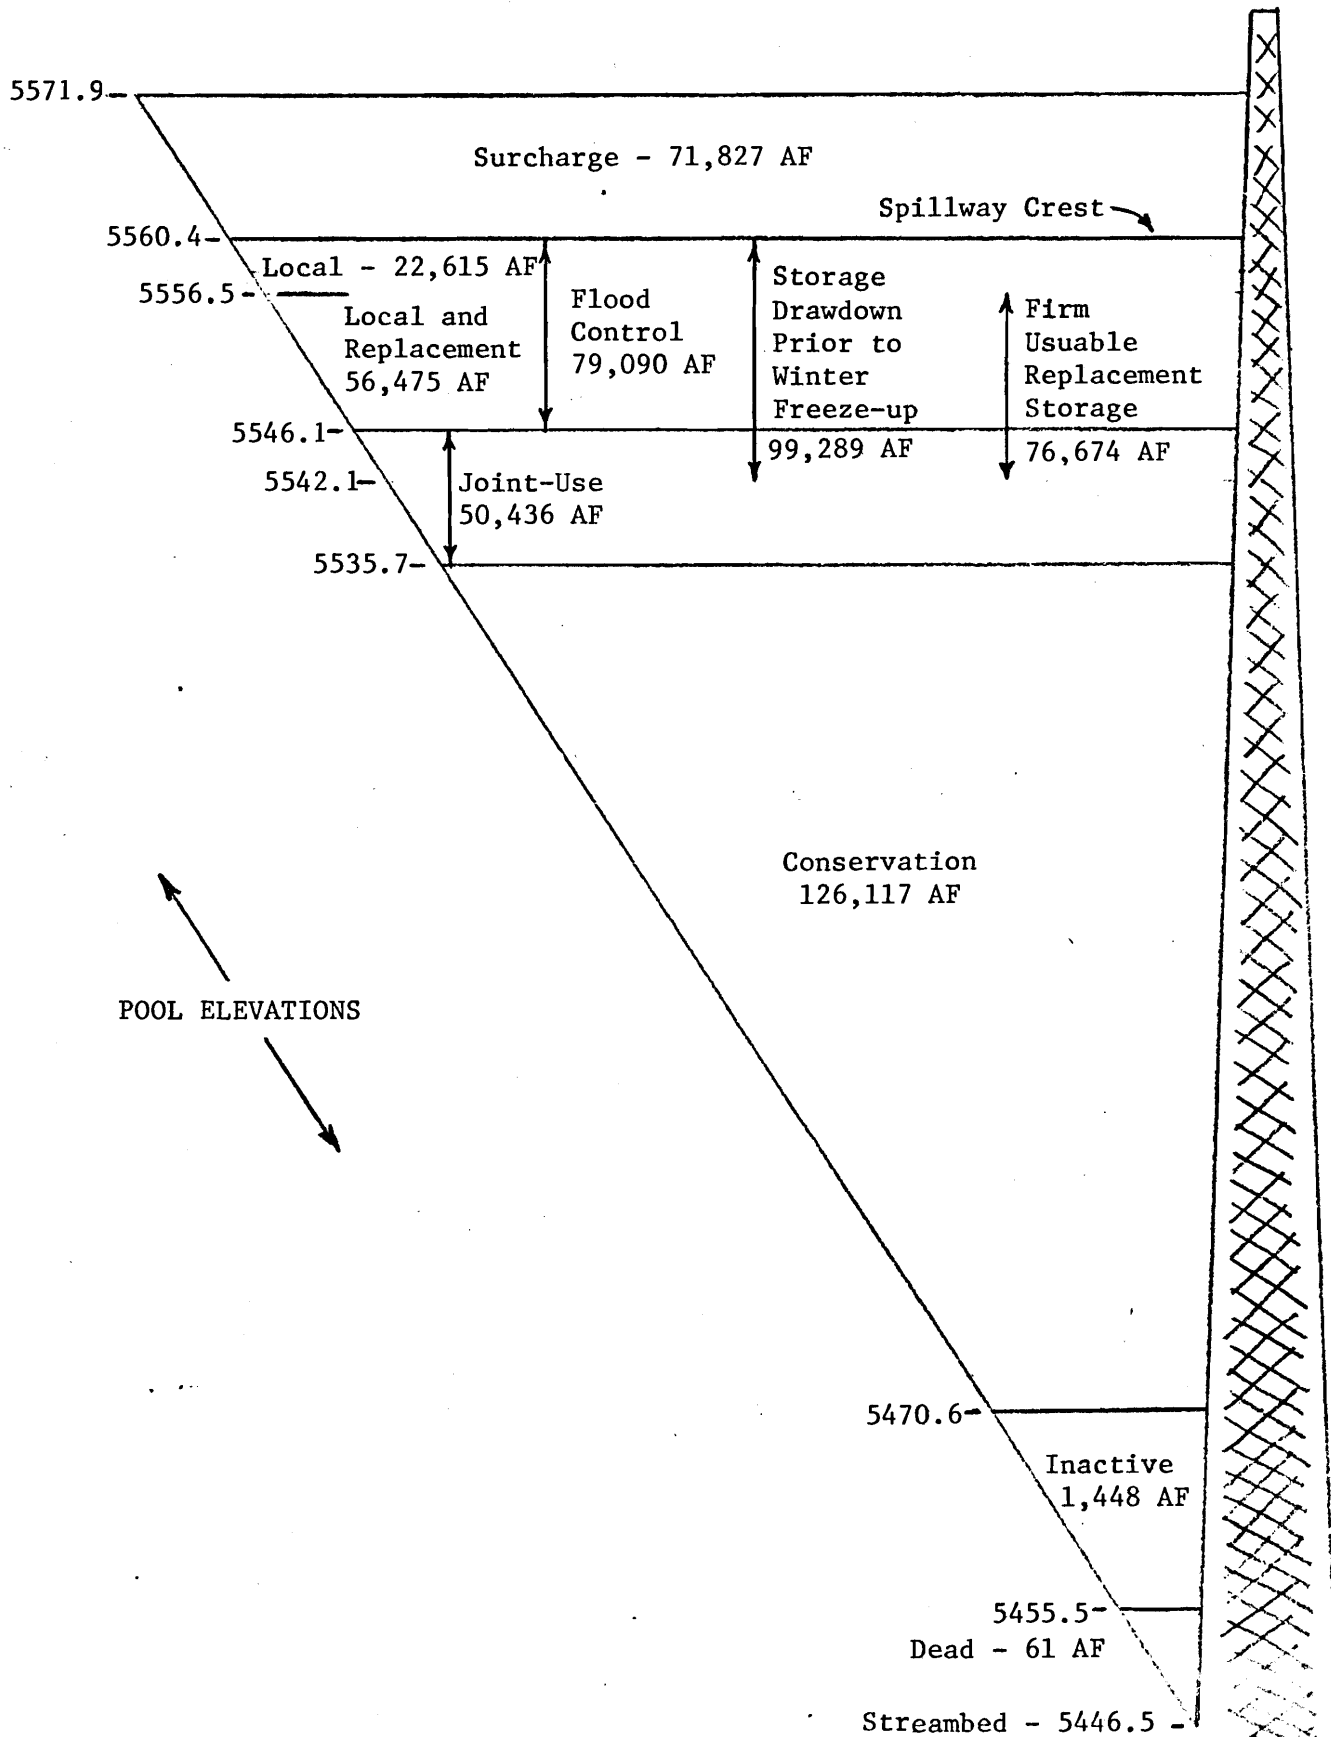 5571.9
Surcharge - 71,827 AF
Spillway Crest
5560.4
Local - 22,615 AF
5556.5
Local and
Replacement
56,475 AF
Flood
Control
79,090 AF
Storage
Drawdown
Prior to
Winter
Freeze-up
99,289 AF
Firm
Usuable
Replacement
Storage
76,674 AF
5546.1
5542.1
Joint-Use
50,436 AF
5535.7
Conservation
126,117 AF
POOL ELEVATIONS
5470.6
Inactive
1,448 AF
5455.5
Dead - 61 AF
Streambed - 5446.5